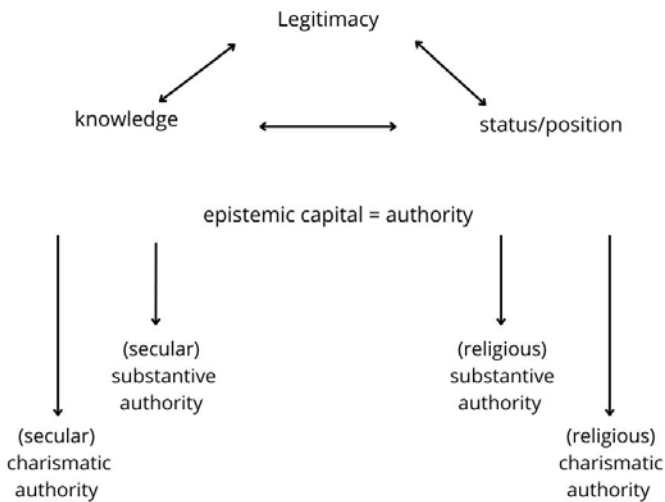 Legitimacy
knowledge
status/position
epistemic capital = authority
(secular)
substantive
authority
(religious)
substantive
authority
(secular)
charismatic
authority
(religious)
charismatic
authority